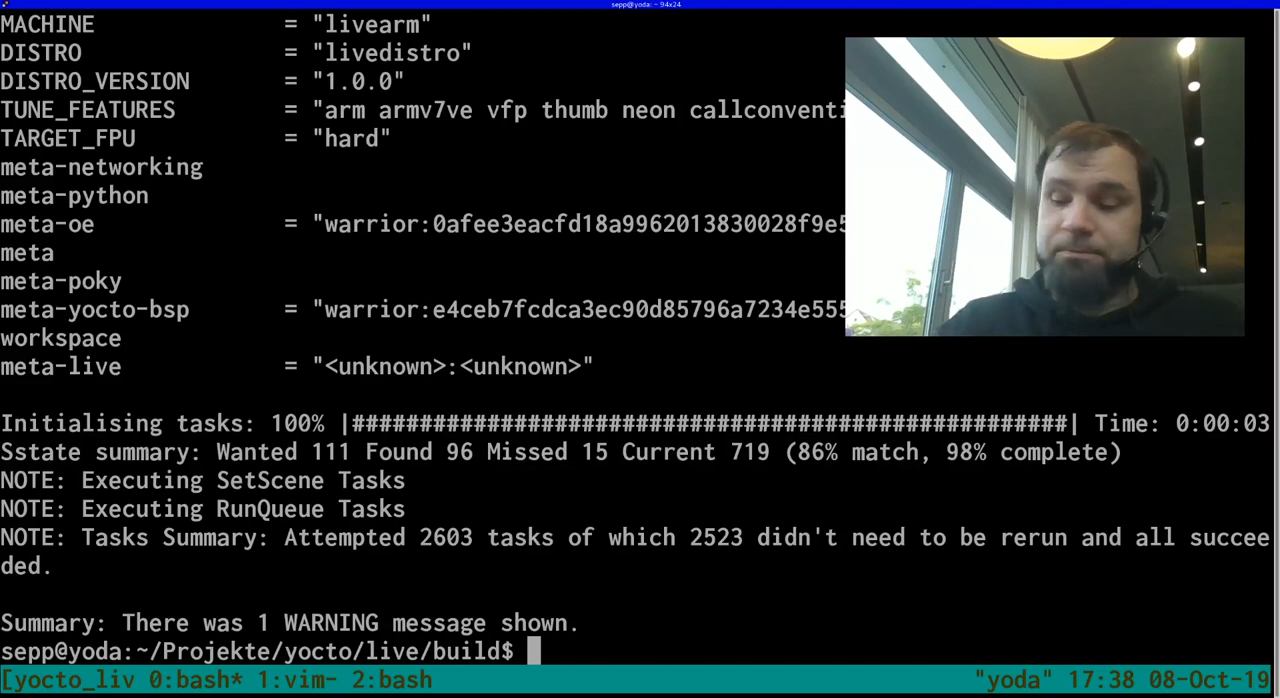 sepp@yoda: ~ 94x24
MACHINE = "livearm"
DISTRO = "livedistro"
DISTRO_VERSION = "1.0.0"
TUNE_FEATURES = "arm armv7ve vfp thumb neon callconventi
TARGET_FPU = "hard"
meta-networking
meta-python
meta-oe = "warrior:0afee3eacfd18a9962013830028f9e5
meta
meta-poky
meta-yocto-bsp = "warrior:e4ceb7fcdca3ec90d85796a7234e555
workspace
meta-live = "<unknown>:<unknown>"
Initialising tasks: 100% |#####################################################| Time: 0:00:03
Sstate summary: Wanted 111 Found 96 Missed 15 Current 719 (86% match, 98% complete)
NOTE: Executing SetScene Tasks
NOTE: Executing RunQueue Tasks
NOTE: Tasks Summary: Attempted 2603 tasks of which 2523 didn't need to be rerun and all succee
ded.
Summary: There was 1 WARNING message shown.
sepp@yoda:~/Projekte/yocto/live/build$
[yocto_liv 0:bash* 1:vim- 2:bash "yoda" 17:38 08-Oct-19